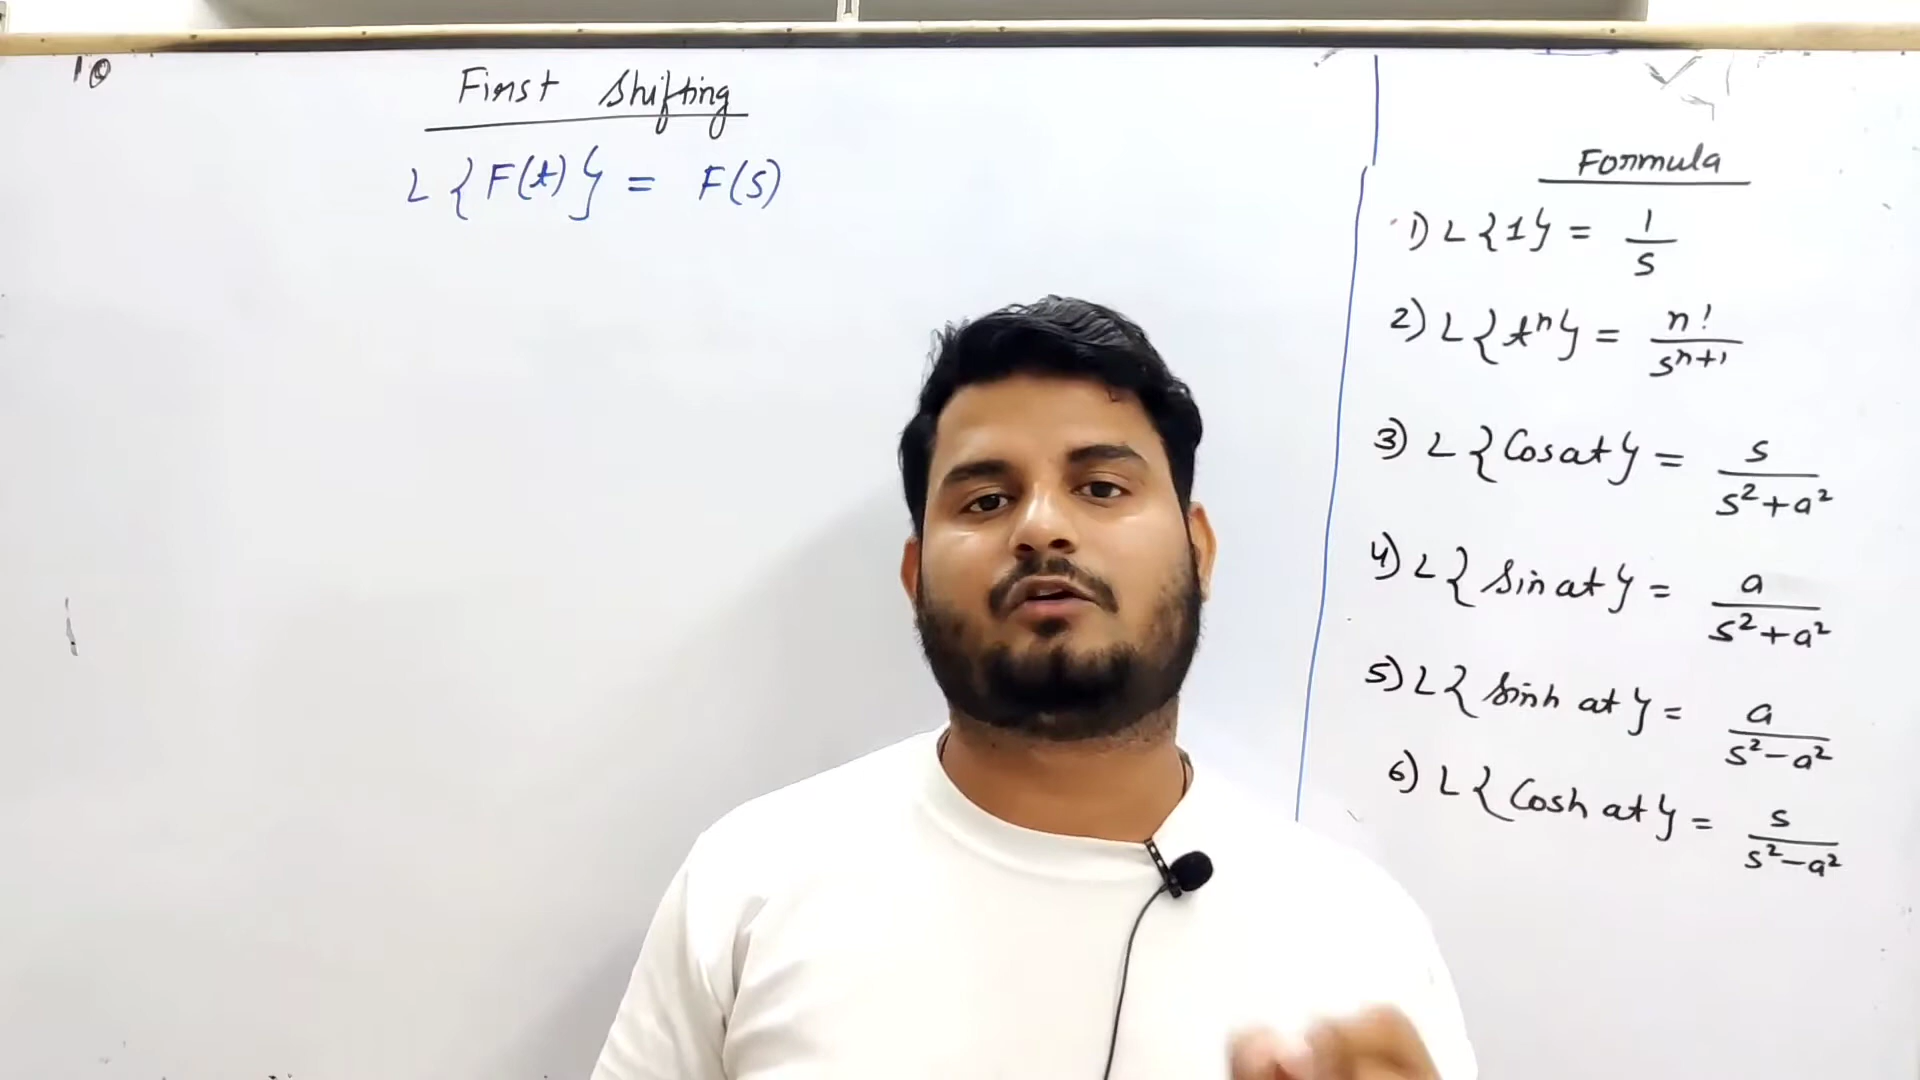 First Shifting
L{F(t)} = F(s)
Formula
1) L{1} = 1/s
2) L{tⁿ} = n!/sⁿ⁺¹
3) L{Cos at} = s/s²+a²
4) L{Sin at} = a/s²+a²
5) L{Sinh at} = a/s²-a²
6) L{Cosh at} = s/s²-a²